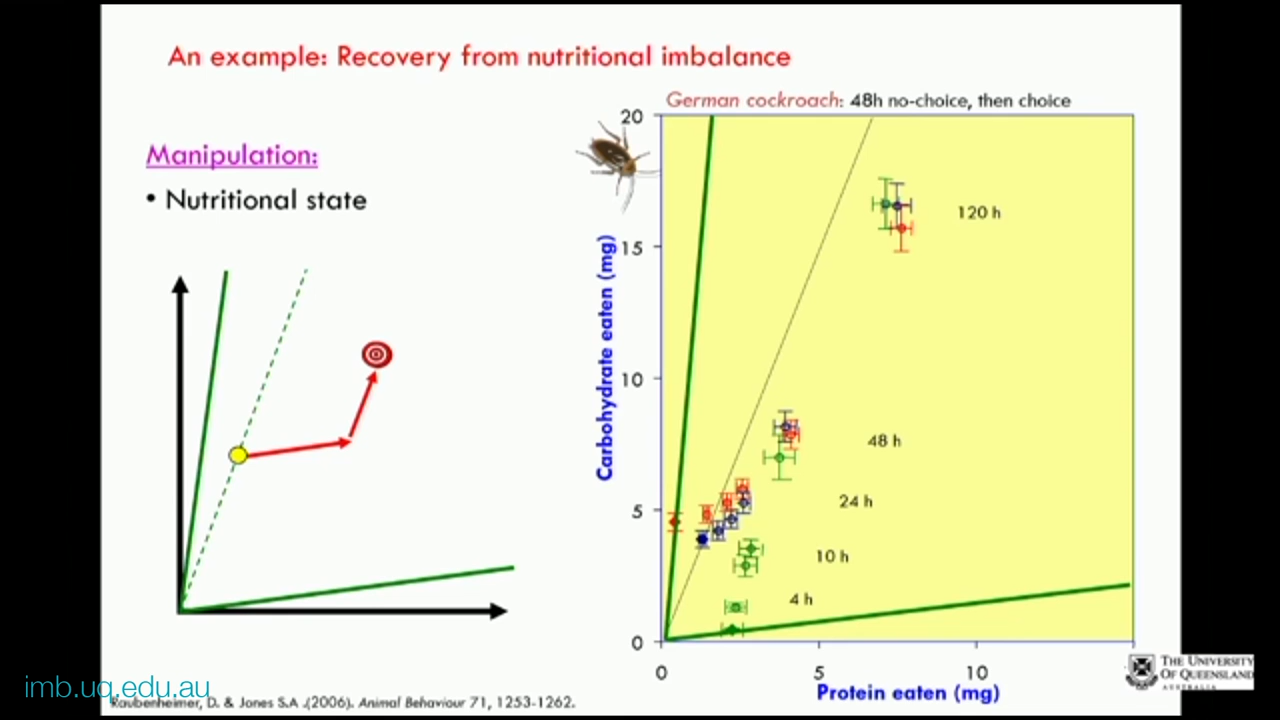 An example: Recovery from nutritional imbalance
German cockroach: 48h no-choice, then choice
Manipulation:
• Nutritional state
20
15
10
5
0
Carbohydrate eaten (mg)
120 h
48 h
24 h
10 h
4 h
0
5
10
Protein eaten (mg)
THE UNIVERSITY
OF QUEENSLAND
AUSTRALIA
imb.uq.edu.au
Raubenheimer, D. & Jones S.A .(2006). Animal Behaviour 71, 1253-1262.